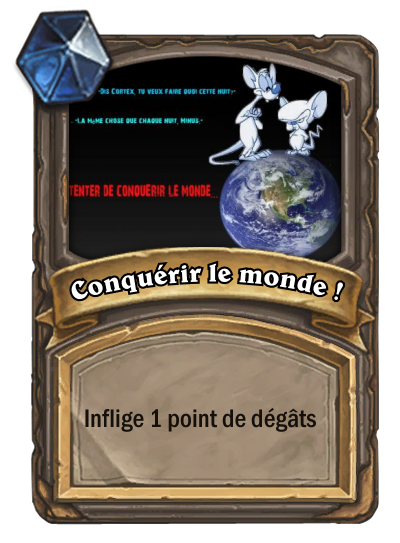 -Dis Cortex, tu veux faire quoi cette nuit?-
-La même chose que chaque nuit, Minus.-
Tenter de conquérir le monde...
Conquérir le monde !
Inflige 1 point de dégâts